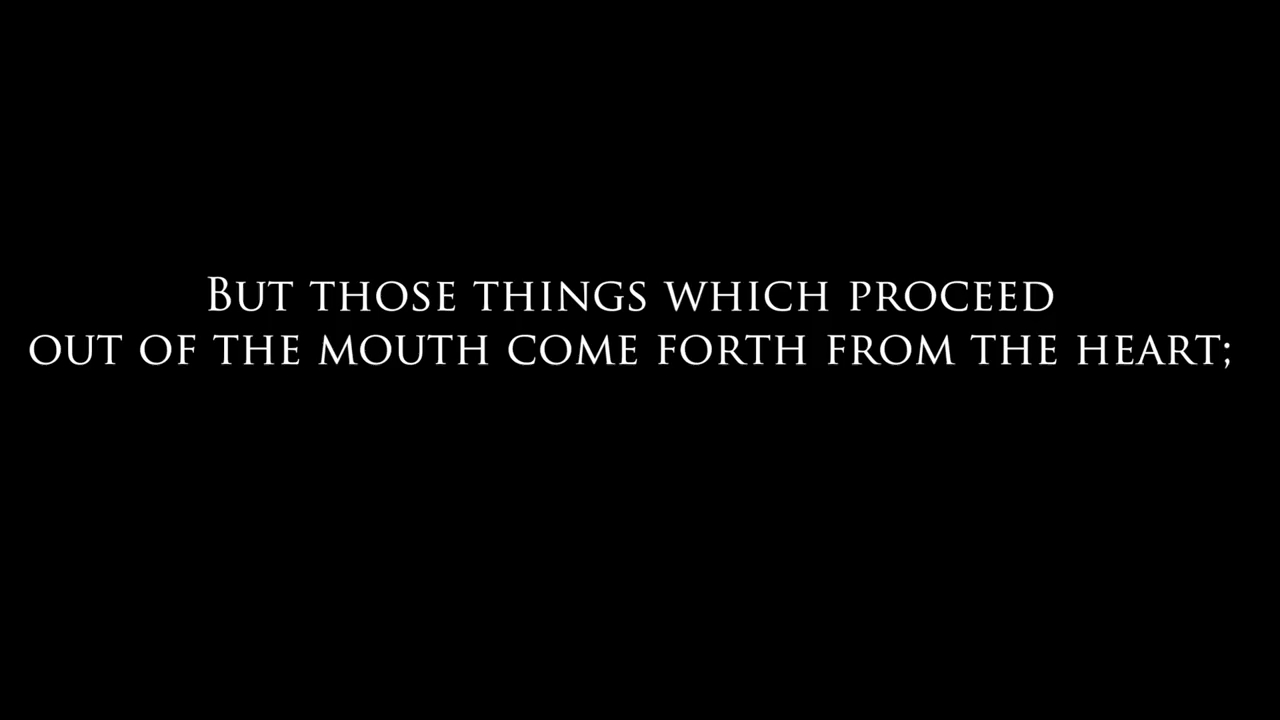 But those things which proceed
out of the mouth come forth from the heart;